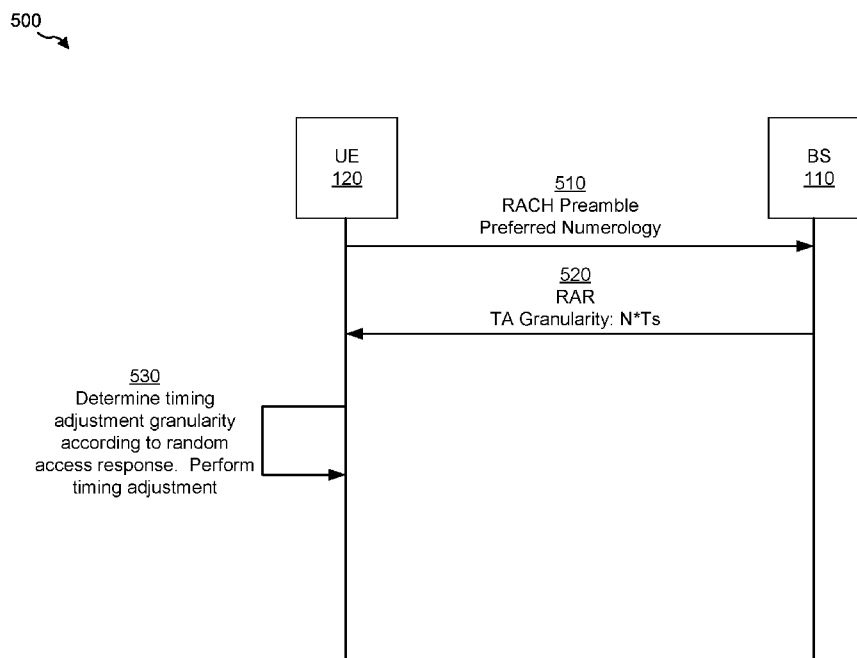 500
UE
120
BS
110
510
RACH Preamble
Preferred Numerology
520
RAR
TA Granularity: N*Ts
530
Determine timing
adjustment granularity
according to random
access response. Perform
timing adjustment